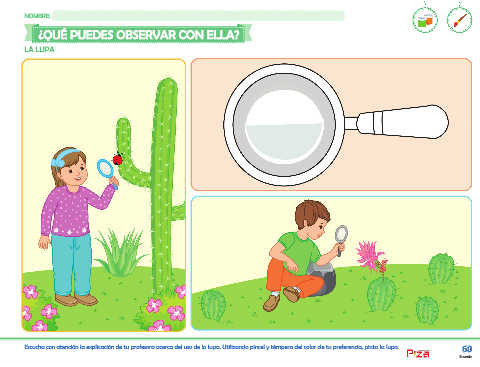 NOMBRE:
¿QUÉ PUEDES OBSERVAR CON ELLA?
LA LUPA
Escucha con atención la explicación de tu profesora acerca del uso de la lupa. Utilizando pincel y témpera del color de tu preferencia, pinta la lupa.
60